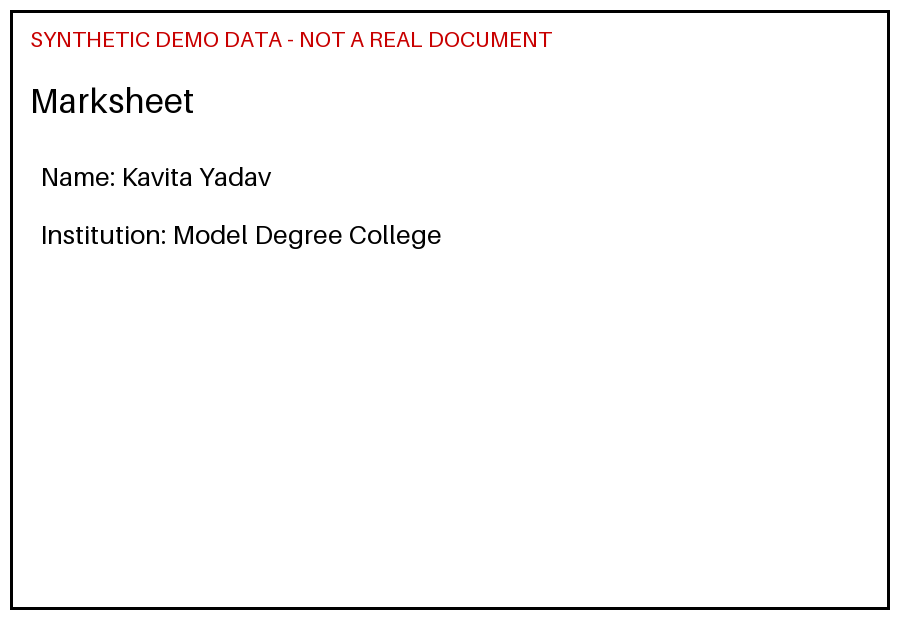 SYNTHETIC DEMO DATA - NOT A REAL DOCUMENT
Marksheet
Name: Kavita Yadav
Institution: Model Degree College